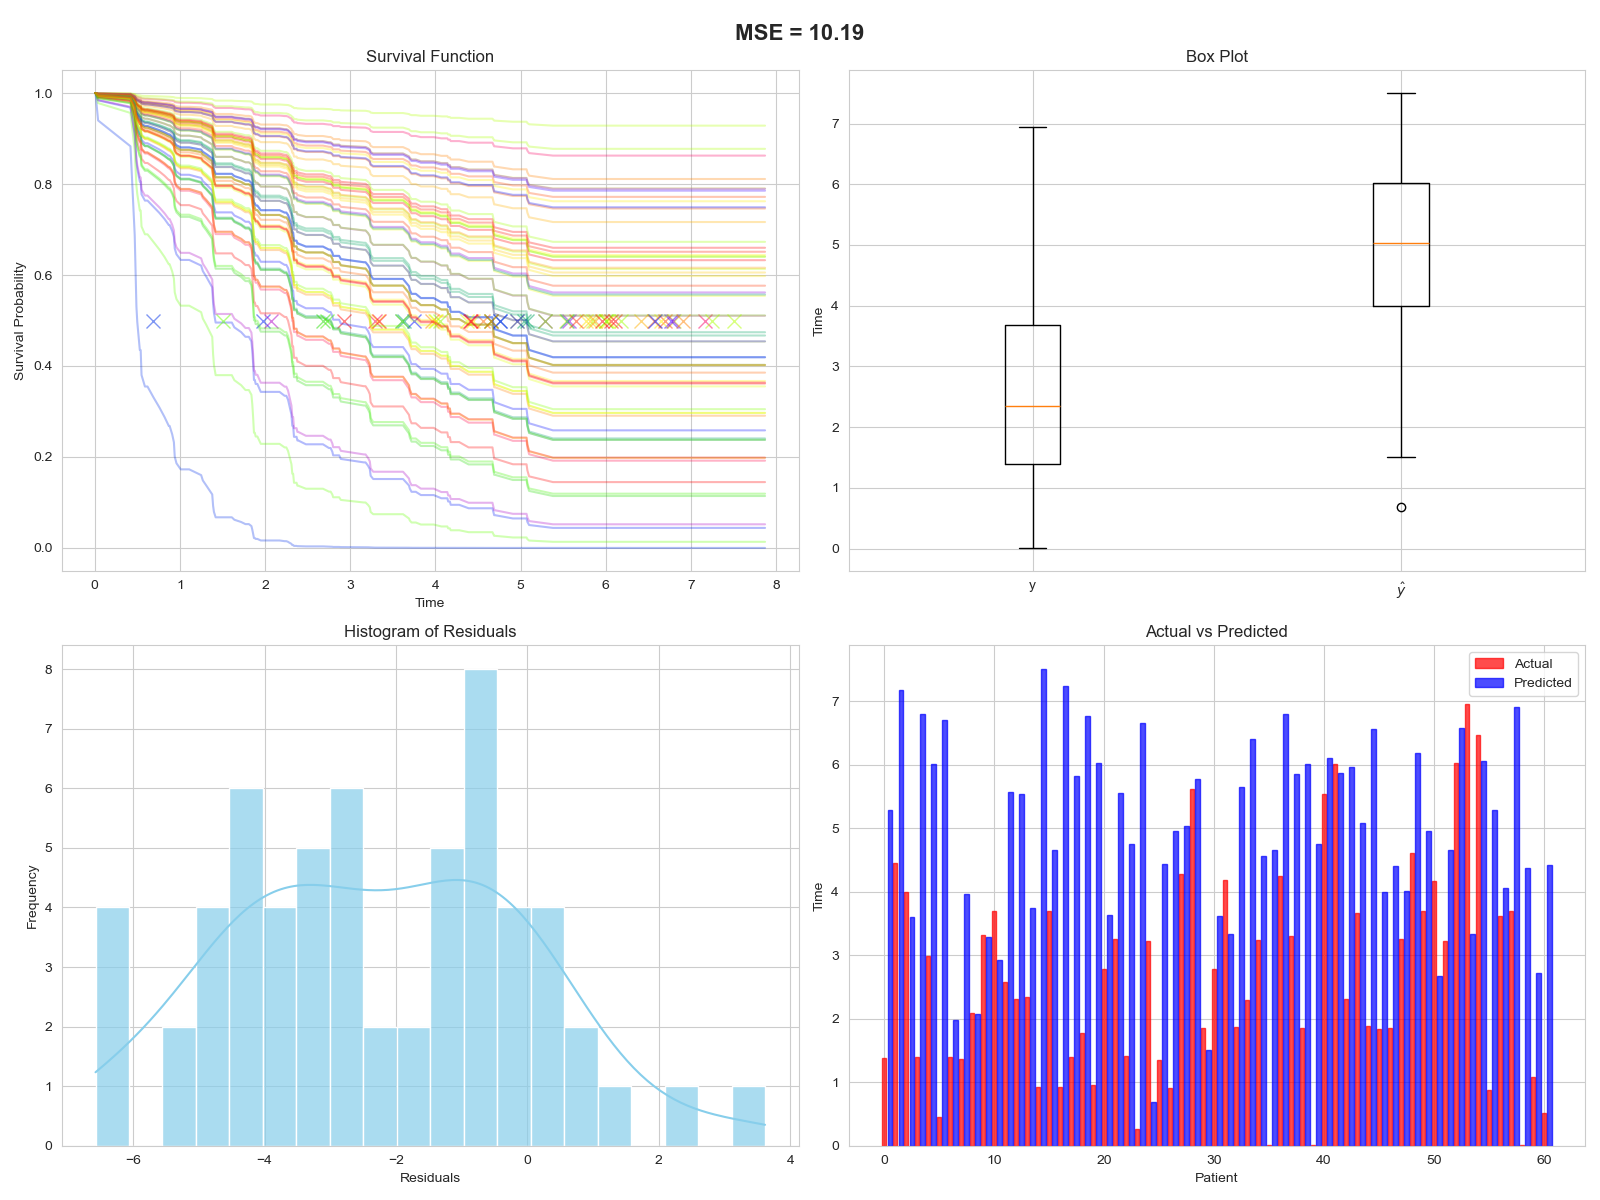 MSE = 10.19
Survival Function
Survival Probability
1.0
0.8
0.6
0.4
0.2
0.0
0 1 2 3 4 5 6 7 8
Time
Box Plot
Time
7
6
5
4
3
2
1
0
y ŷ
Histogram of Residuals
Frequency
8
7
6
5
4
3
2
1
0
−6 −4 −2 0 2 4
Residuals
Actual vs Predicted
Actual
Predicted
Time
7
6
5
4
3
2
1
0
0 10 20 30 40 50 60
Patient